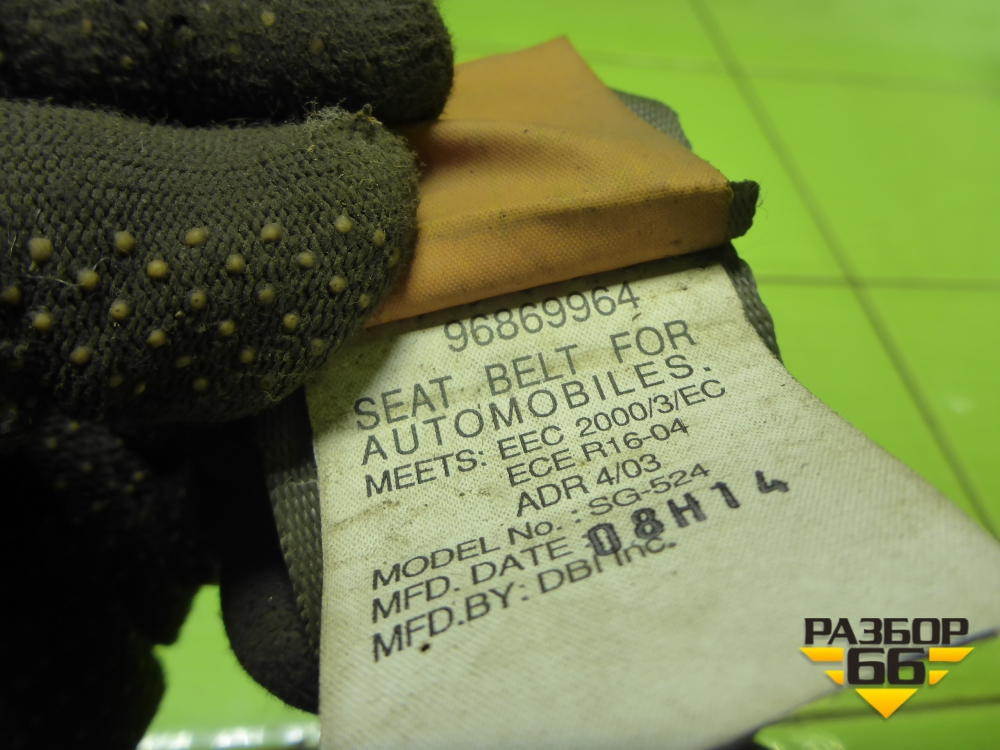 96869964
SEAT BELT FOR
AUTOMOBILES.
MEETS: EEC 2000/3/EC
ECE R16-04
ADR 4/03
MODEL No. : SG-524
MFD. DATE 08H14
MFD.BY: DBI Inc.
РАЗБОР
66